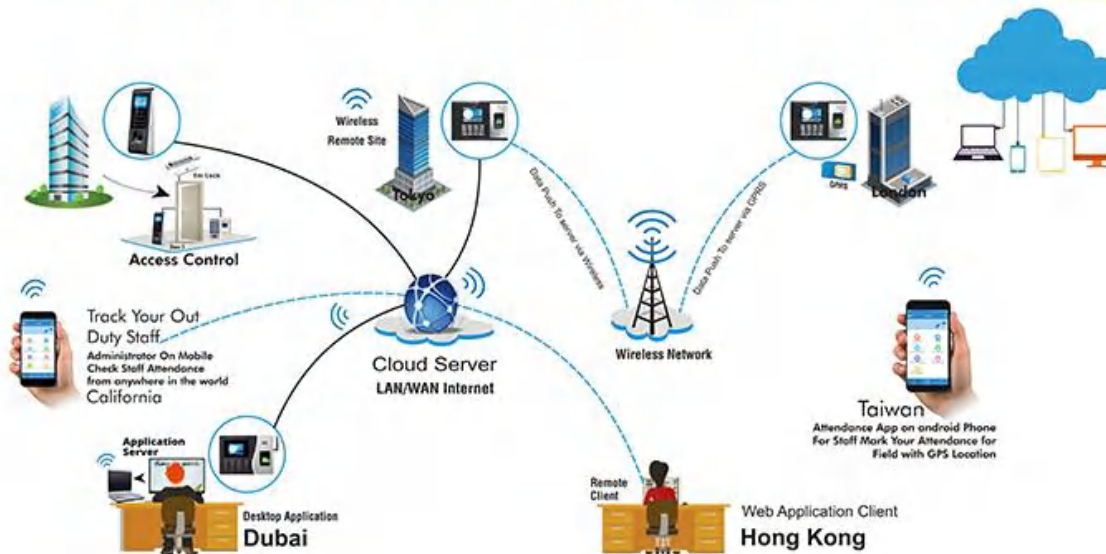 Wireless
Remote Site
Tokyo
GPRS
London
Em Lock
Access Control
Data Push To server via Wireless
Data Push To server via GPRS
Track Your Out
Duty Staff
Administrator On Mobile
Check Staff Attendance
from anywhere in the world
California
Cloud Server
LAN/WAN Internet
Wireless Network
Taiwan
Attendance App on android Phone
For Staff Mark Your Attendance for
Field with GPS Location
Application
Server
Desktop Application
Dubai
Remote
Client
Web Application Client
Hong Kong